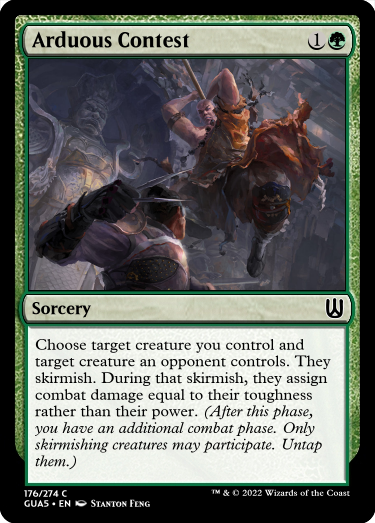 Arduous Contest 1
Sorcery
Choose target creature you control and
target creature an opponent controls. They
skirmish. During that skirmish, they assign
combat damage equal to their toughness
rather than their power. (After this phase,
you have an additional combat phase. Only
skirmishing creatures may participate. Untap
them.)
176/274 C
GUA5 • EN Stanton Feng
™ & © 2022 Wizards of the Coast